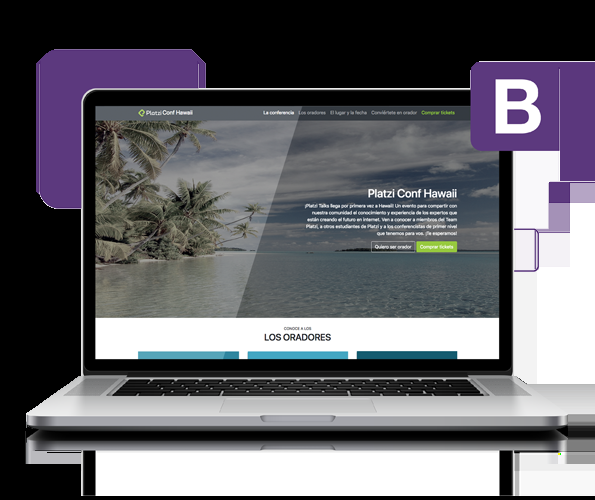 B
Platzi Conf Hawaii
La conferencia Los oradores El lugar y la fecha Conviértete en orador Comprar tickets
Platzi Conf Hawaii
¡Platzi Talks llega por primera vez a Hawaii! Un evento para compartir con
nuestra comunidad el conocimiento y experiencia de los expertos que
están creando el futuro en internet. Ven a conocer a miembros del Team
Platzi, a otros estudiantes de Platzi y a los conferencistas de primer nivel
que tenemos para vos. ¡Te esperamos!
Quiero ser orador Comprar tickets
CONOCE A LOS
LOS ORADORES